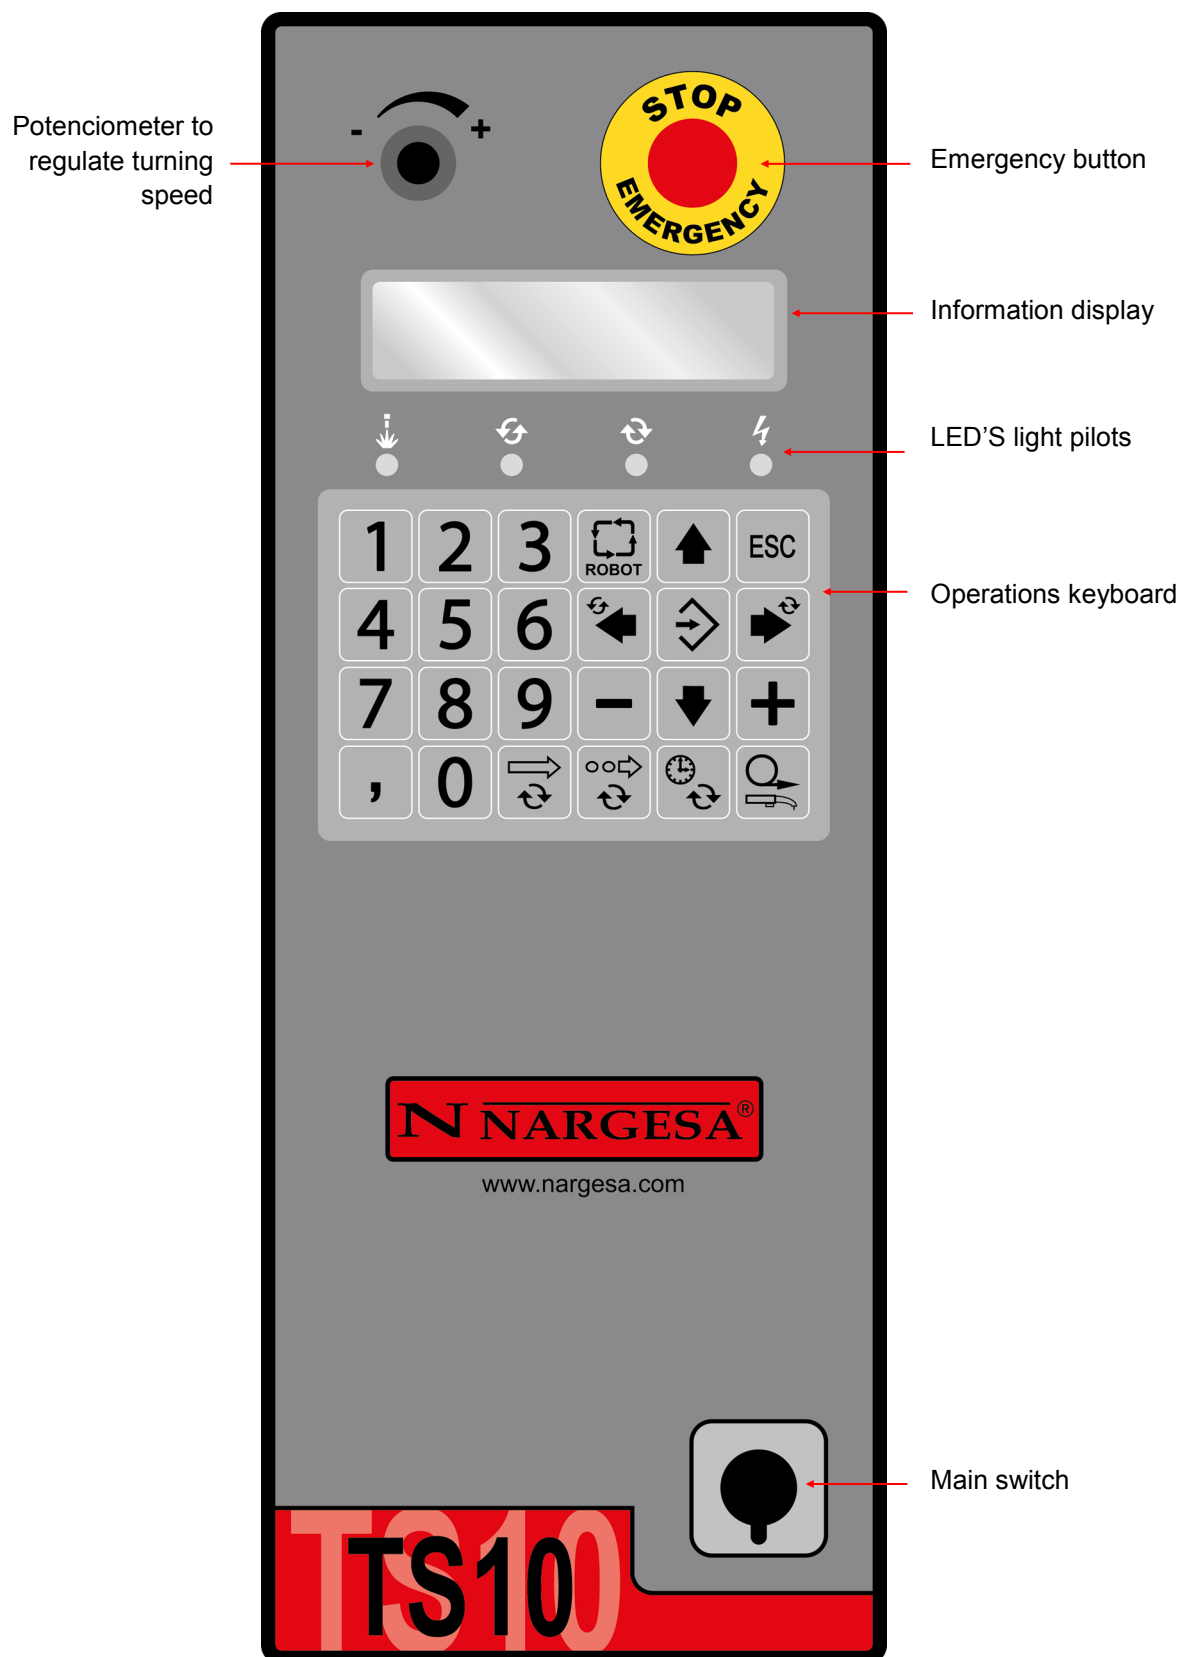 Potenciometer to
regulate turning
speed
- +
STOP
EMERGENCY
Emergency button
Information display
LED'S light pilots
1 2 3 ROBOT ESC
Operations keyboard
4 5 6
7 8 9 - +
, 0
N NARGESA®
www.nargesa.com
Main switch
TS10
TS10